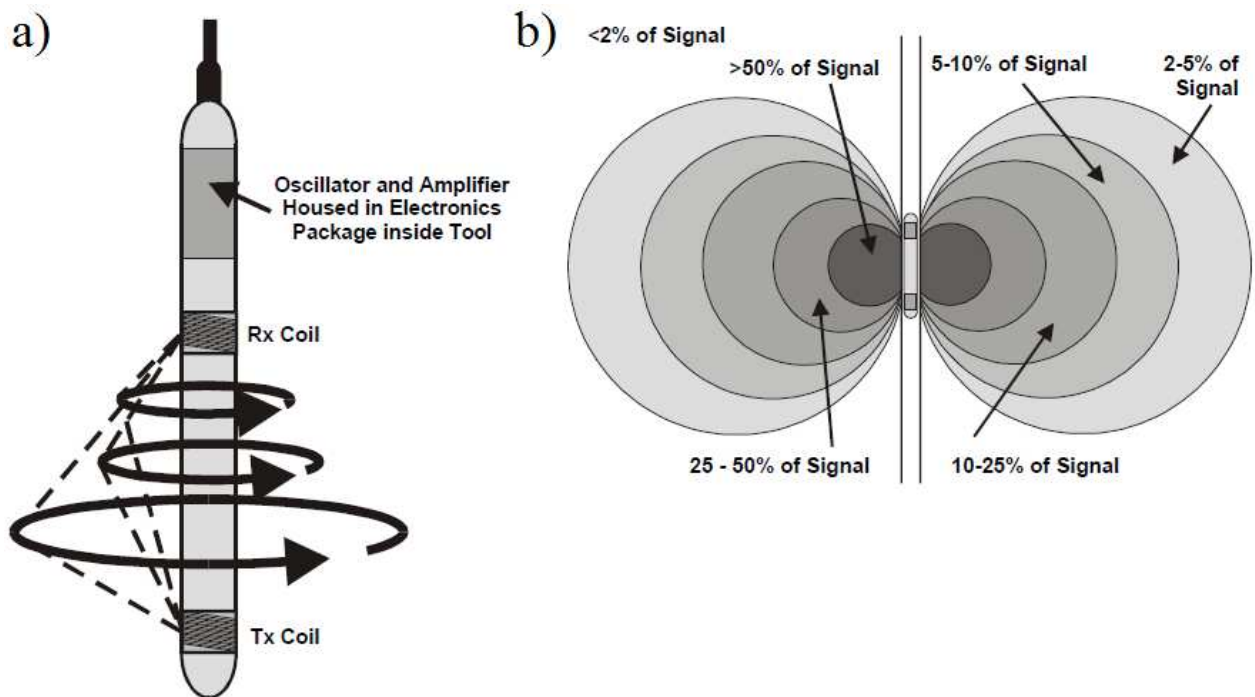 a)
Oscillator and Amplifier
Housed in Electronics
Package inside Tool
Rx Coil
Tx Coil
b)
<2% of Signal
>50% of Signal
5-10% of Signal
2-5% of
Signal
25 - 50% of Signal
10-25% of Signal